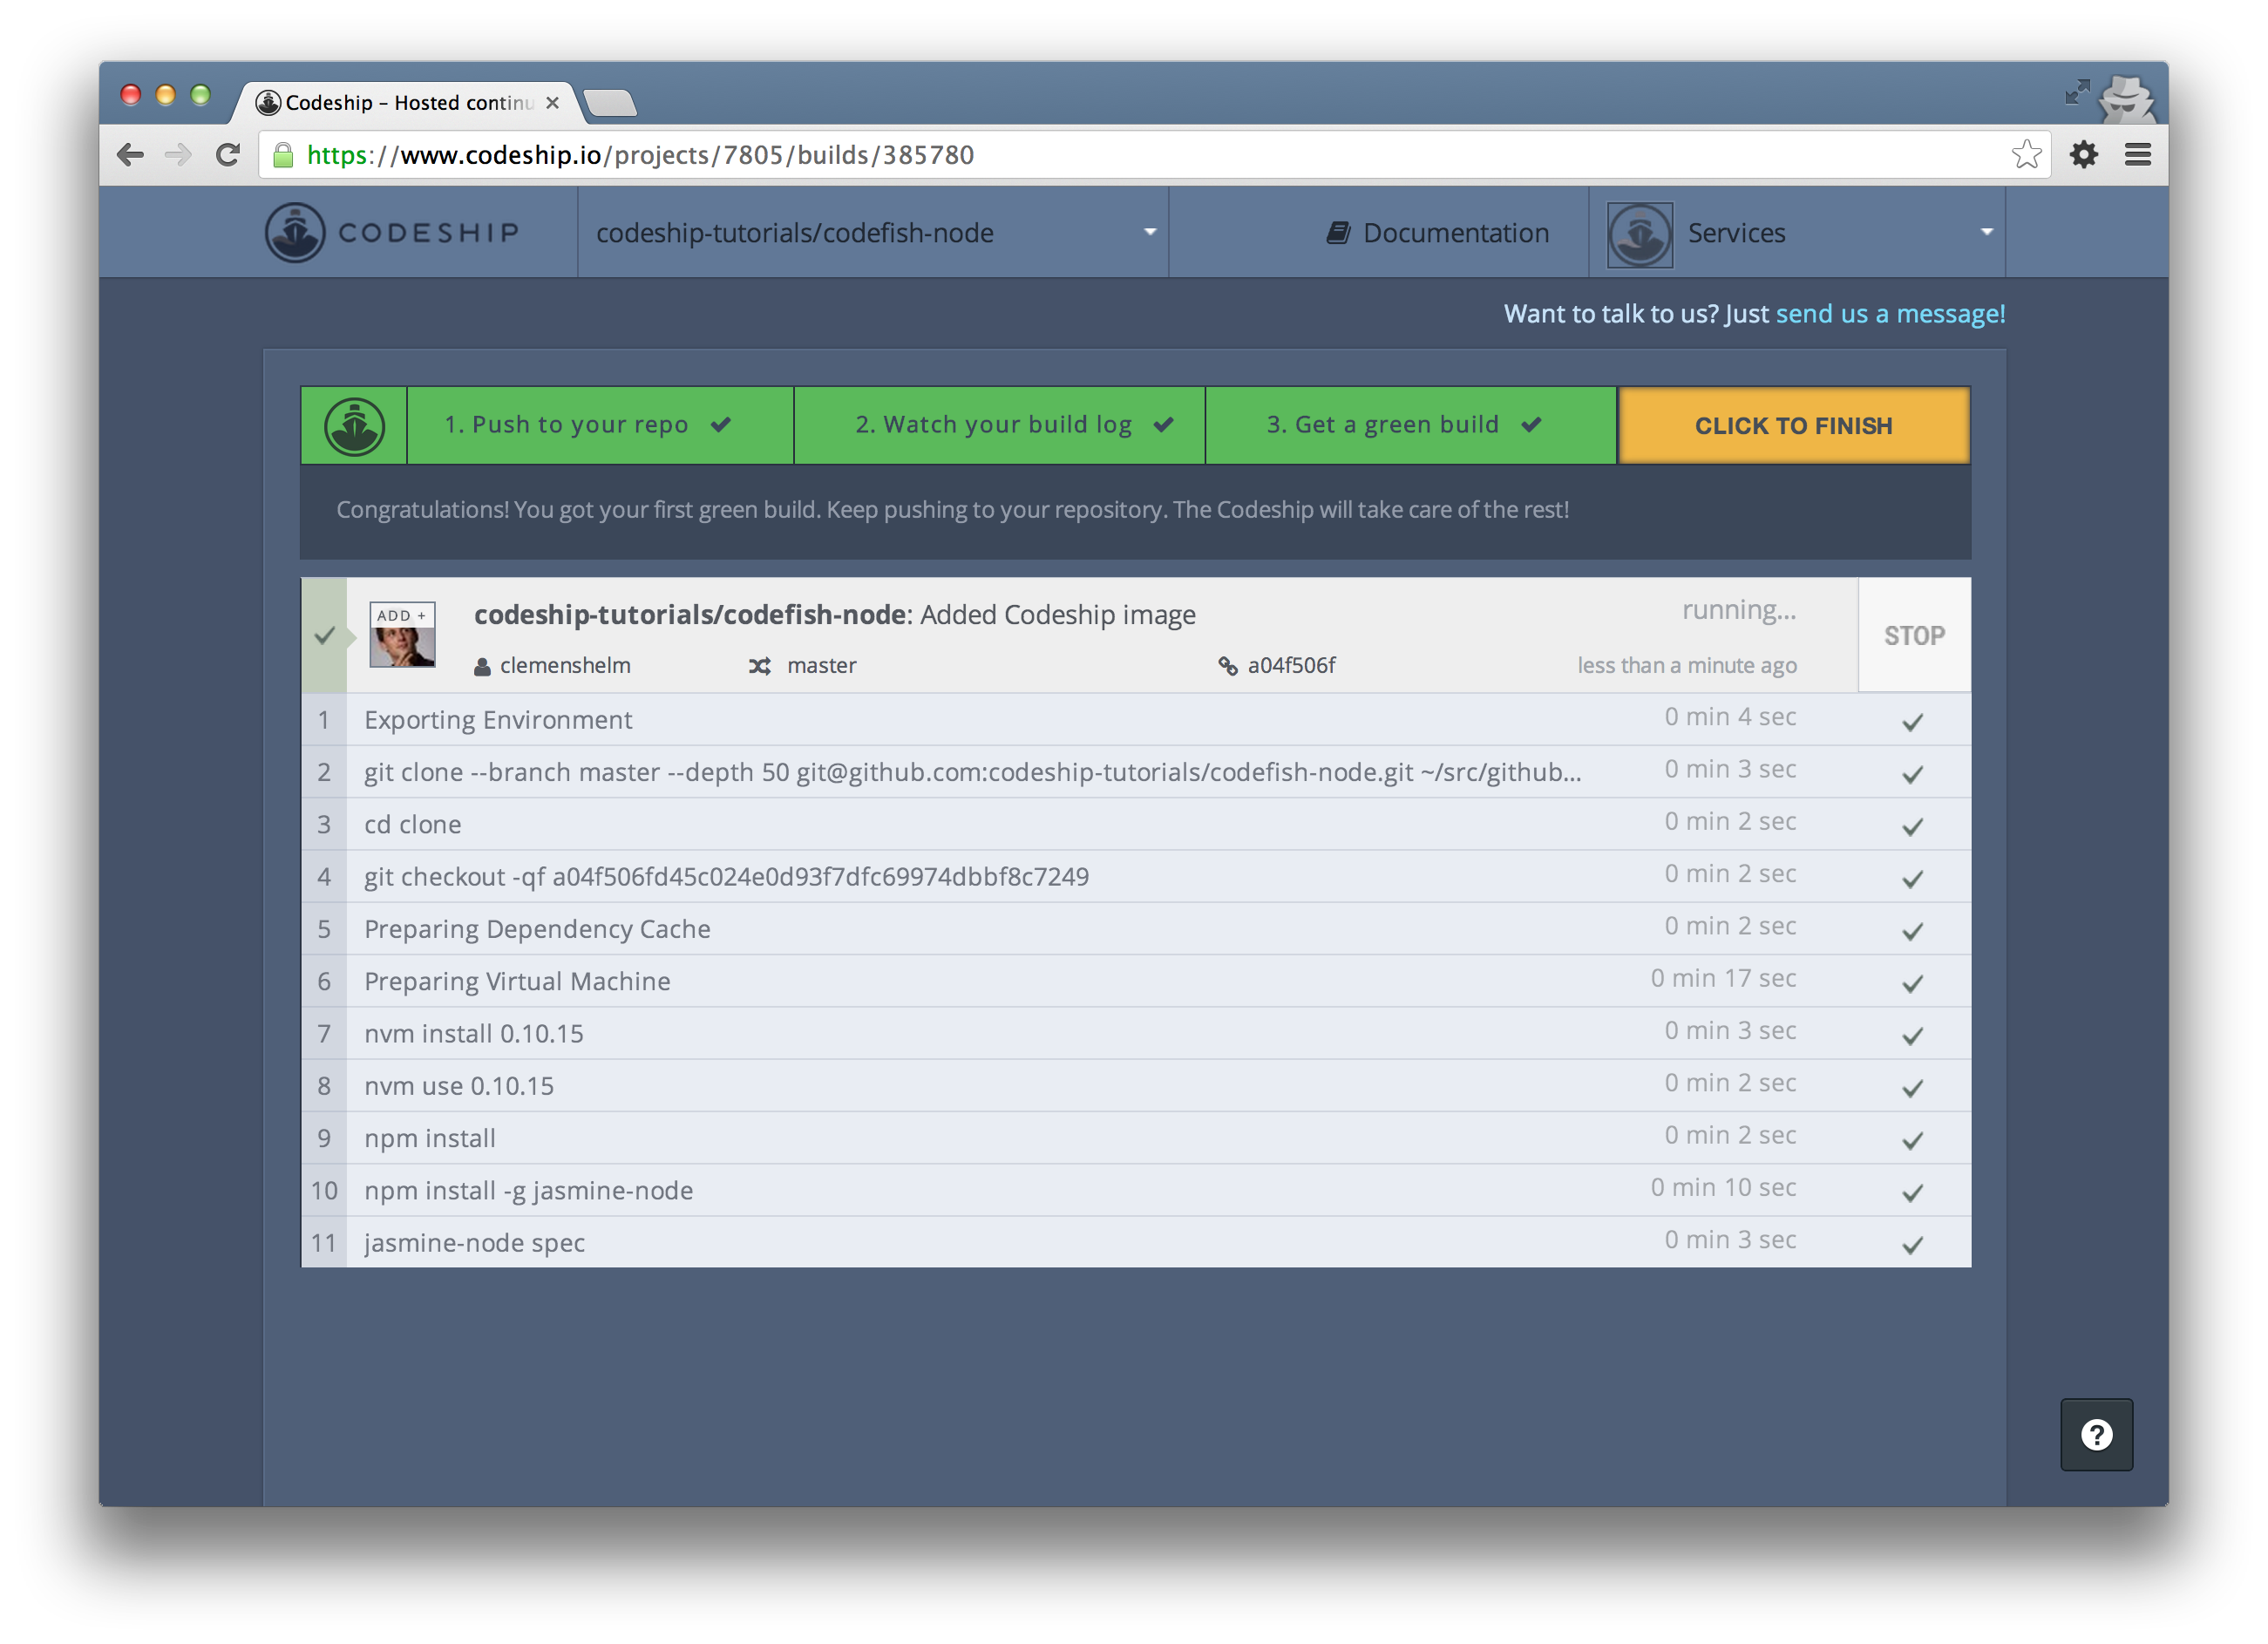 Codeship – Hosted continu
https://www.codeship.io/projects/7805/builds/385780
CODESHIP codeship-tutorials/codefish-node Documentation Services
Want to talk to us? Just send us a message!
1. Push to your repo 2. Watch your build log 3. Get a green build CLICK TO FINISH
Congratulations! You got your first green build. Keep pushing to your repository. The Codeship will take care of the rest!
ADD + codeship-tutorials/codefish-node: Added Codeship image running... STOP
clemenshelm master a04f506f less than a minute ago
1 Exporting Environment 0 min 4 sec
2 git clone --branch master --depth 50 git@github.com:codeship-tutorials/codefish-node.git ~/src/github... 0 min 3 sec
3 cd clone 0 min 2 sec
4 git checkout -qf a04f506fd45c024e0d93f7dfc69974dbbf8c7249 0 min 2 sec
5 Preparing Dependency Cache 0 min 2 sec
6 Preparing Virtual Machine 0 min 17 sec
7 nvm install 0.10.15 0 min 3 sec
8 nvm use 0.10.15 0 min 2 sec
9 npm install 0 min 2 sec
10 npm install -g jasmine-node 0 min 10 sec
11 jasmine-node spec 0 min 3 sec
?